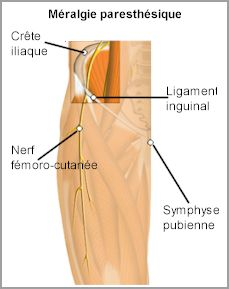 Méralgie paresthésique
Crête
iliaque
Ligament
inguinal
Nerf
fémoro-cutanée
Symphyse
pubienne